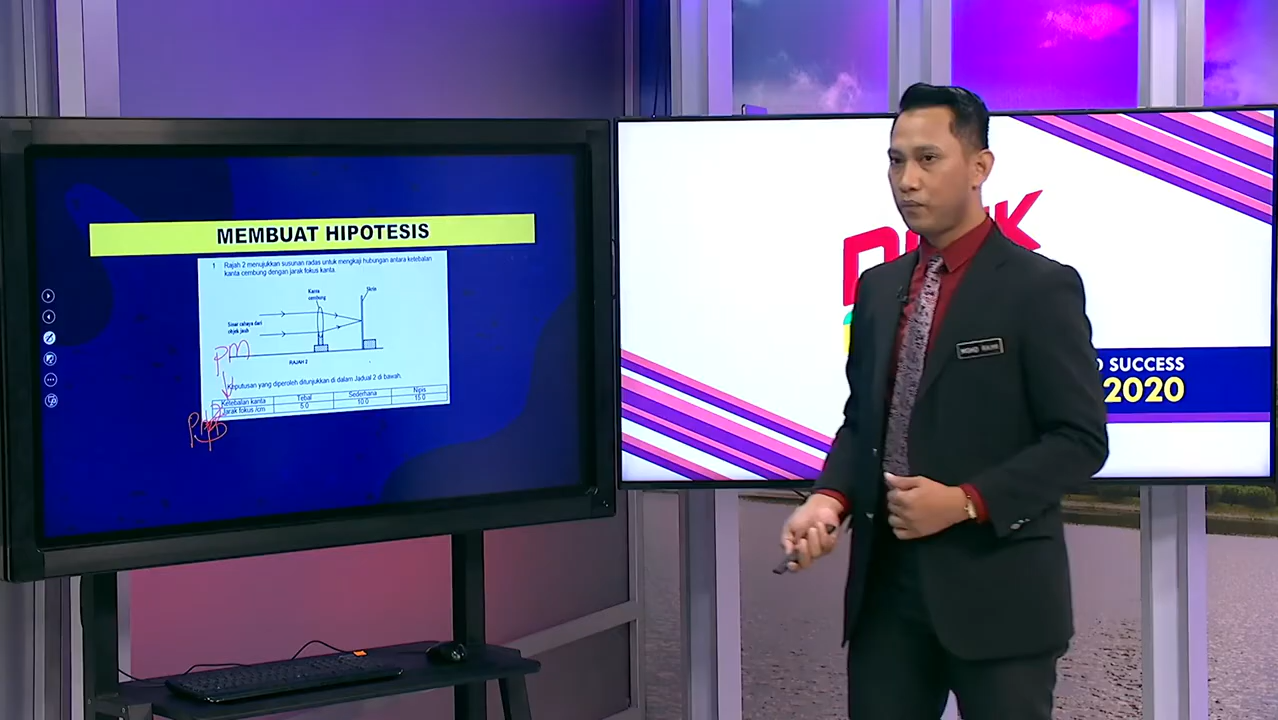 MEMBUAT HIPOTESIS
1 Rajah 2 menujukkan susunan radas untuk mengkaji hubungan antara ketebalan
kanta cembung dengan jarak fokus kanta.
Kanta
cembung
Skrin
Sinar cahaya dari
objek jauh
PM
RAJAH 2
Keputusan yang diperoleh ditunjukkan di dalam Jadual 2 di bawah.
Ketebalan kanta Tebal Sederhana Nipis
Jarak fokus /cm 5.0 10.0 15.0
SUCCESS
2020
MOHD